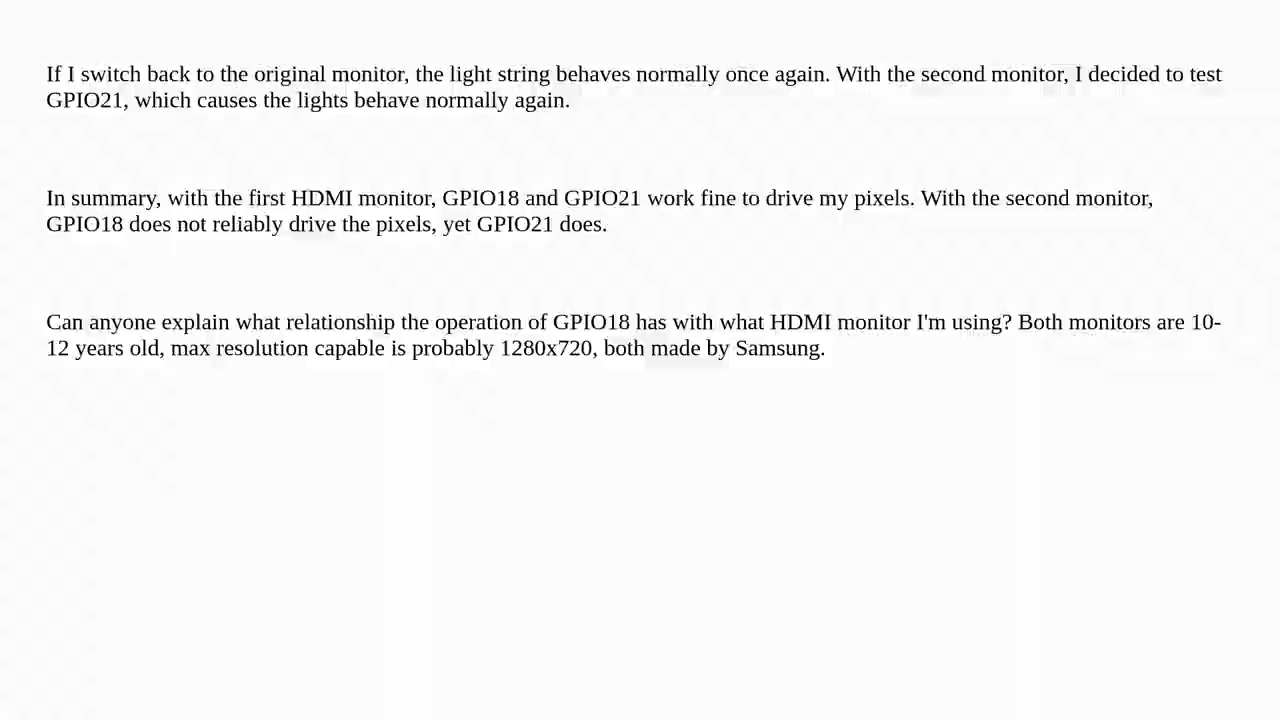 If I switch back to the original monitor, the light string behaves normally once again. With the second monitor, I decided to test
GPIO21, which causes the lights behave normally again.
In summary, with the first HDMI monitor, GPIO18 and GPIO21 work fine to drive my pixels. With the second monitor,
GPIO18 does not reliably drive the pixels, yet GPIO21 does.
Can anyone explain what relationship the operation of GPIO18 has with what HDMI monitor I'm using? Both monitors are 10-
12 years old, max resolution capable is probably 1280x720, both made by Samsung.